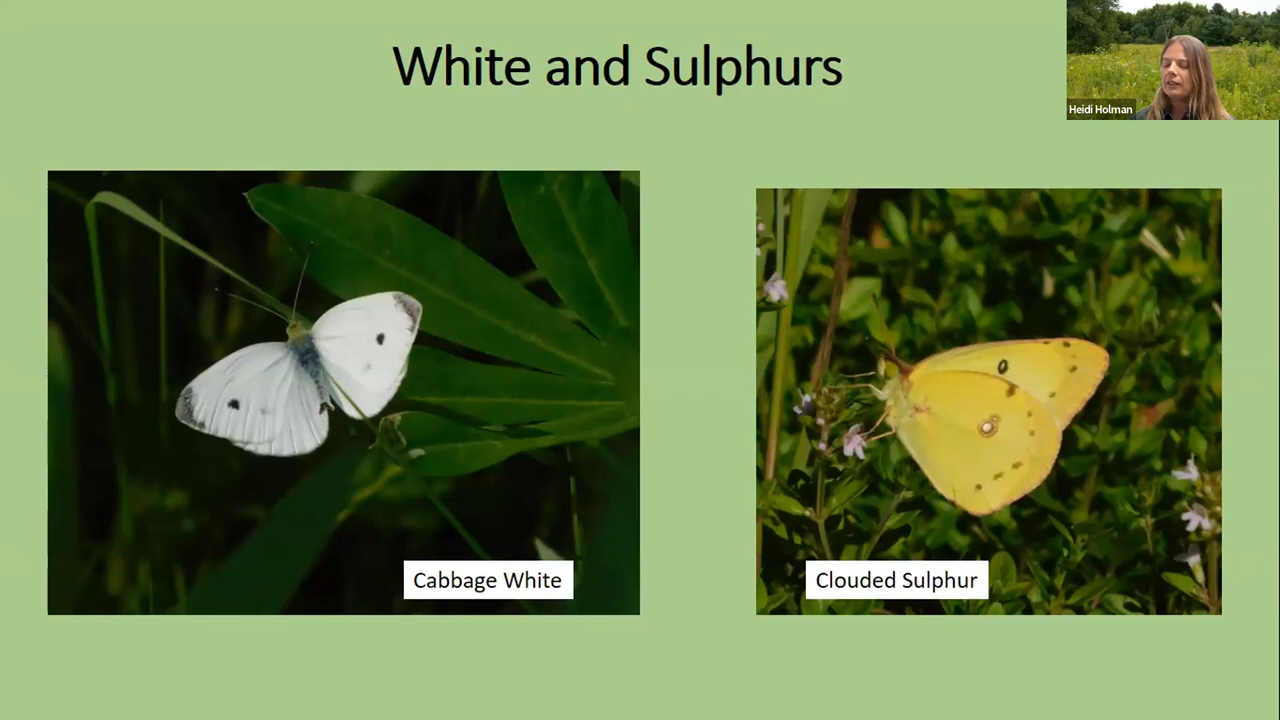 White and Sulphurs
Heidi Holman
Cabbage White
Clouded Sulphur